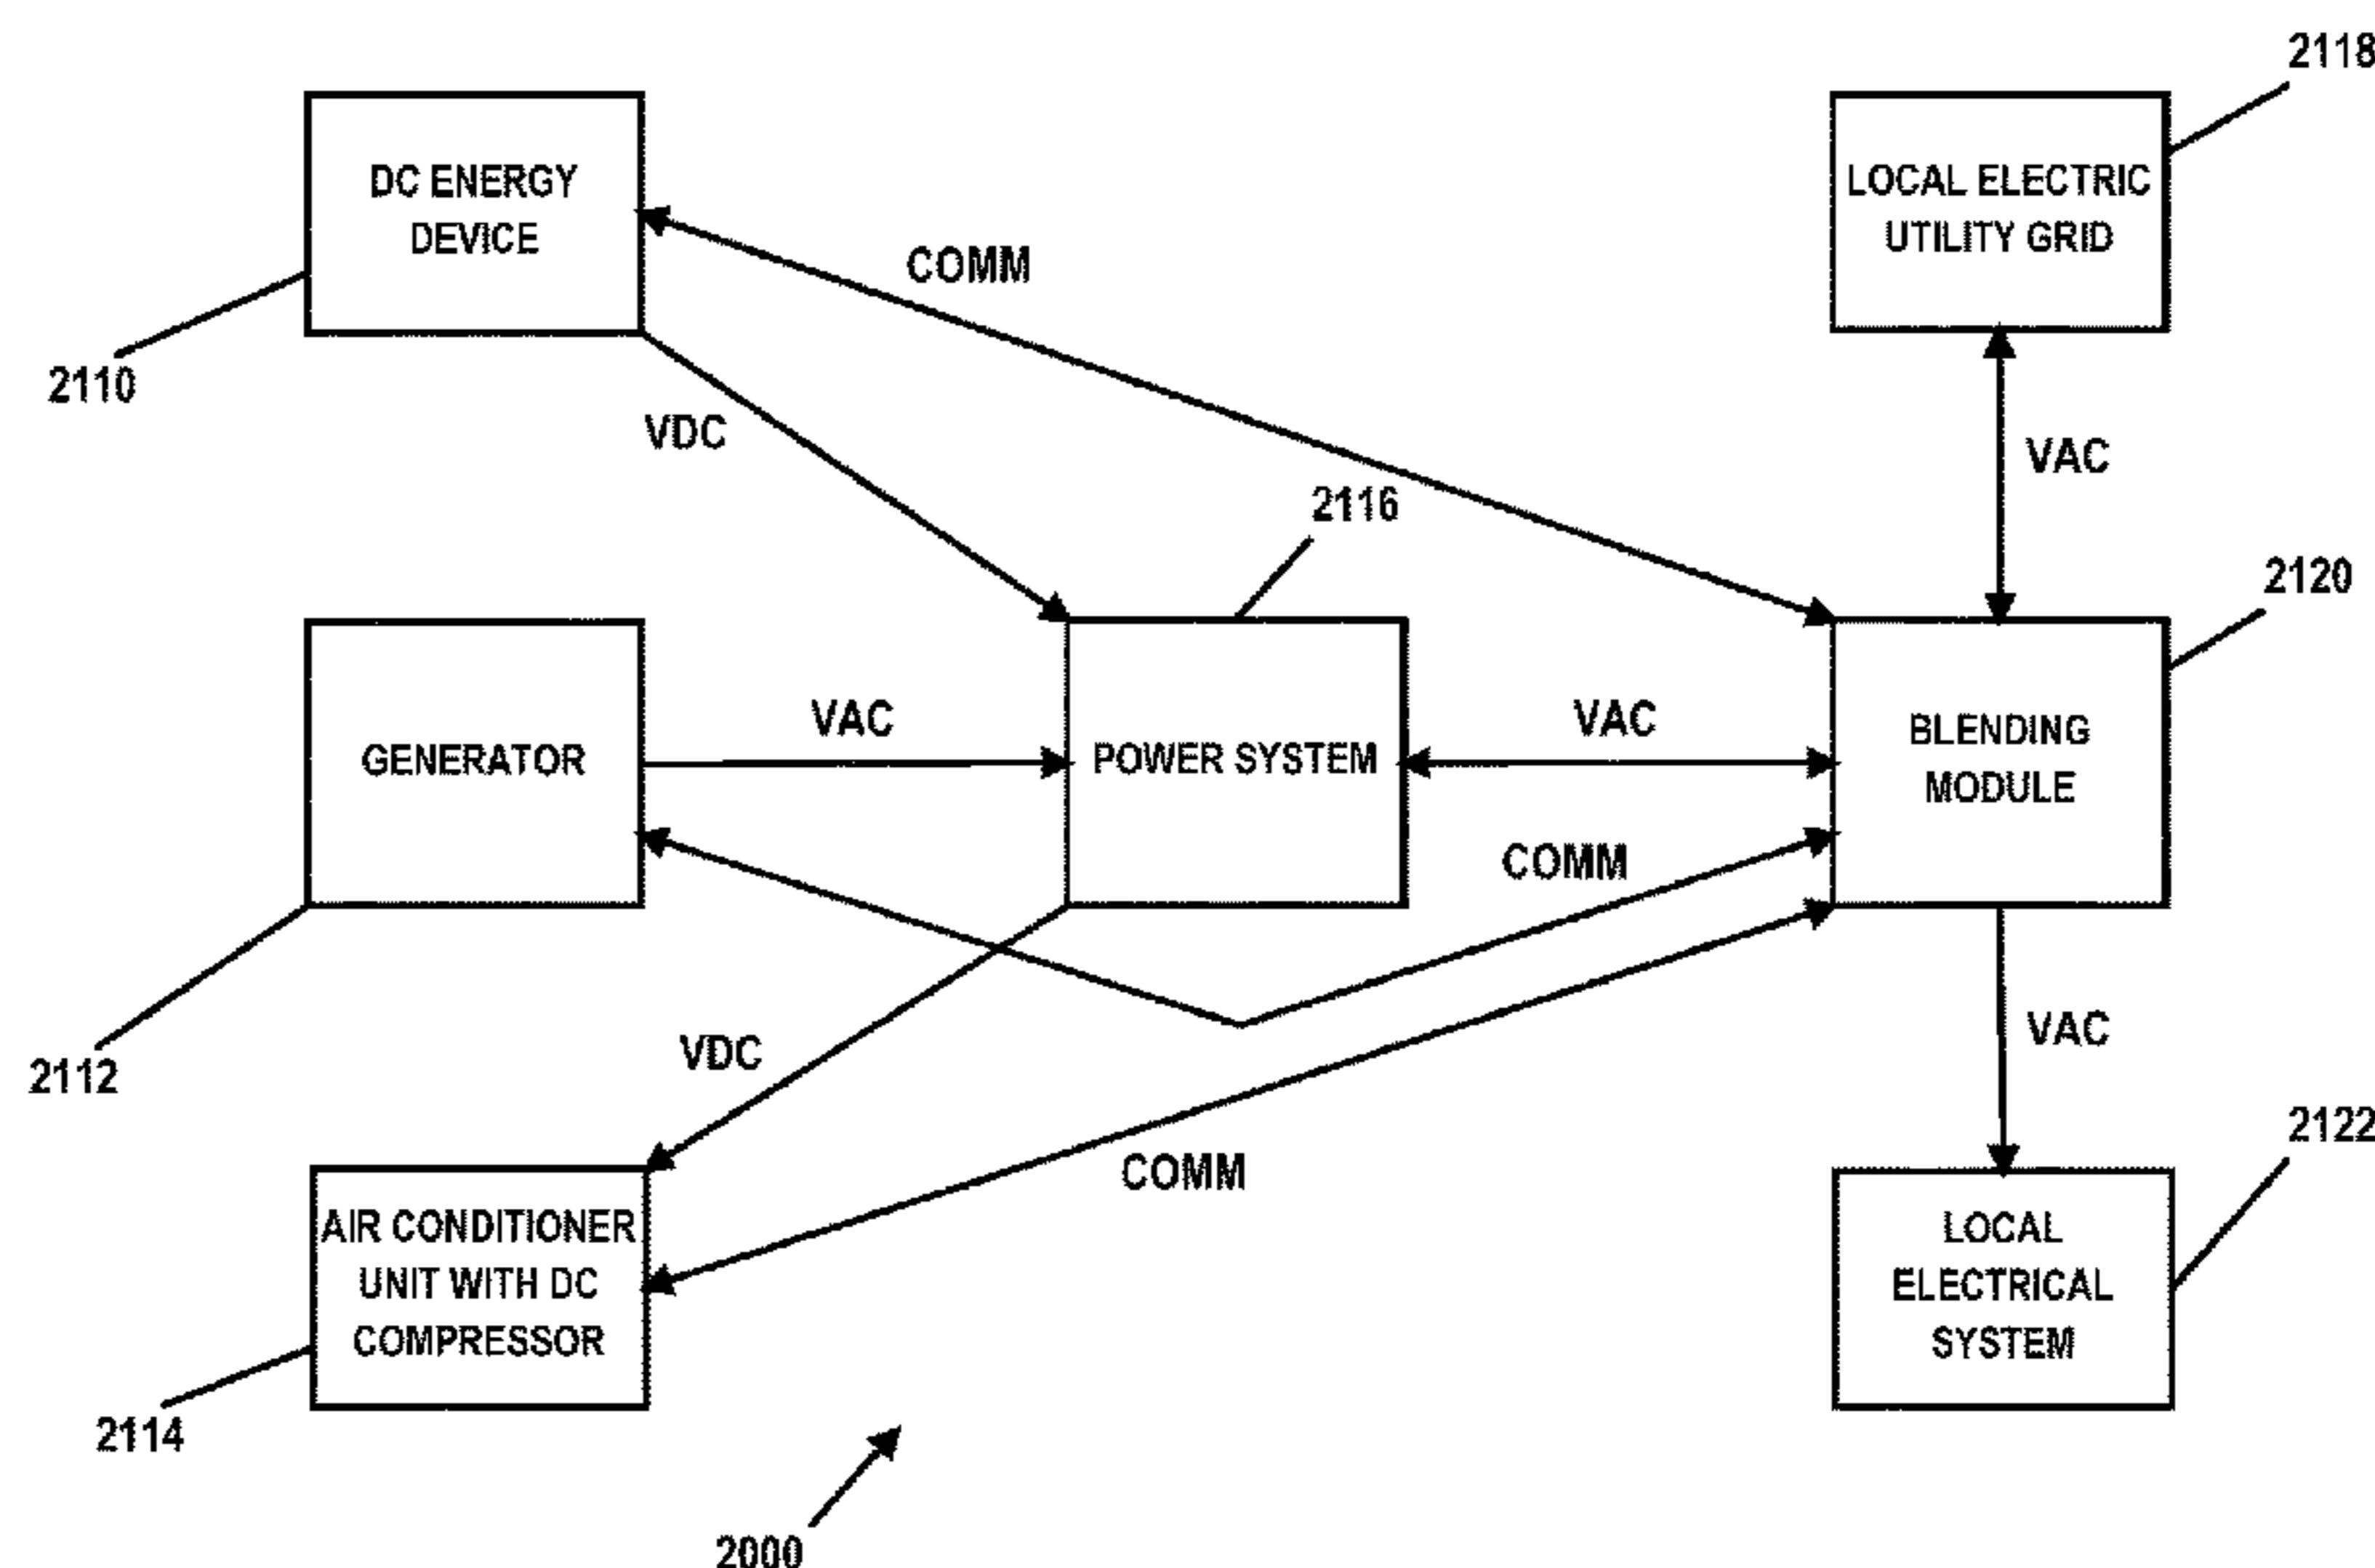 2118
DC ENERGY
DEVICE
LOCAL ELECTRIC
UTILITY GRID
COMM
2110
VDC
VAC
2116
2120
GENERATOR
VAC
POWER SYSTEM
VAC
BLENDING
MODULE
COMM
2112
VDC
VAC
COMM
2122
AIR CONDITIONER
UNIT WITH DC
COMPRESSOR
LOCAL
ELECTRICAL
SYSTEM
2114
2000